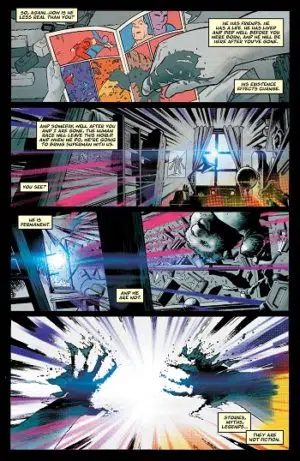 SO, AGAIN...HOW IS HE
LESS REAL THAN YOU?
HE HAS FRIENDS. HE
HAS A LIFE. HE HAS LIVED
AND DIED WELL BEFORE YOU
WERE BORN, AND HE WILL BE
HERE AFTER YOU'VE GONE.
HIS EXISTENCE
EFFECTS CHANGE.
AND SOMEDAY, WELL AFTER YOU
AND I ARE GONE, THE HUMAN
RACE WILL LEAVE THIS WORLD
AND WHEN WE DO, WE'RE GOING
TO BRING SUPERMAN WITH US.
YOU SEE?
HE IS
PERMANENT.
AND WE
ARE NOT.
STORIES,
MYTHS,
LEGENDS...
THEY ARE
NOT FICTION.